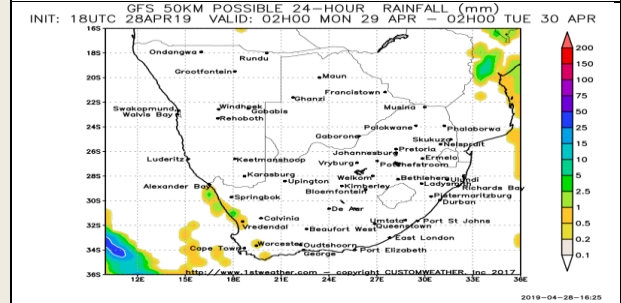 GFS 50KM POSSIBLE 24-HOUR RAINFALL (mm)
INIT: 18UTC 28APR19 VALID: 02H00 MON 29 APR – 02H00 TUE 30 APR
16S
18S
20S
22S
24S
26S
28S
30S
32S
34S
36S
Ondangwa
Rundu
Grootfontein
Maun
Francistown
Ghanzi
Swakopmund
Windhoek
Gobabis
Musina
Walvis Bay
Rehoboth
Polokwane
Phalaborwa
Gaborone
Skukuza
Pretoria
Nelspruit
Johannesburg
Luderitz
Keetmanshoop
Vryburg
Potchefstroom
Ermelo
Karasburg
Upington
Welkom
Bethlehem
Ulundi
Alexander Bay
Kimberley
Ladysmith
Richards Bay
Bloemfontein
Springbok
Pietermaritzburg
Durban
De Aar
Calvinia
Umtata
Port St Johns
Vredendal
Beaufort West
Queenstown
East London
Cape Town
Worcester
Oudtshoorn
George
Port Elizabeth
http://www.1stweather.com – copyright CUSTOMWEATHER, Inc 2017
12E
15E
18E
21E
24E
27E
30E
33E
36E
200
150
100
75
50
25
15
10
5
2.5
1
0.5
0.2
0.1
2019-04-28-16:25